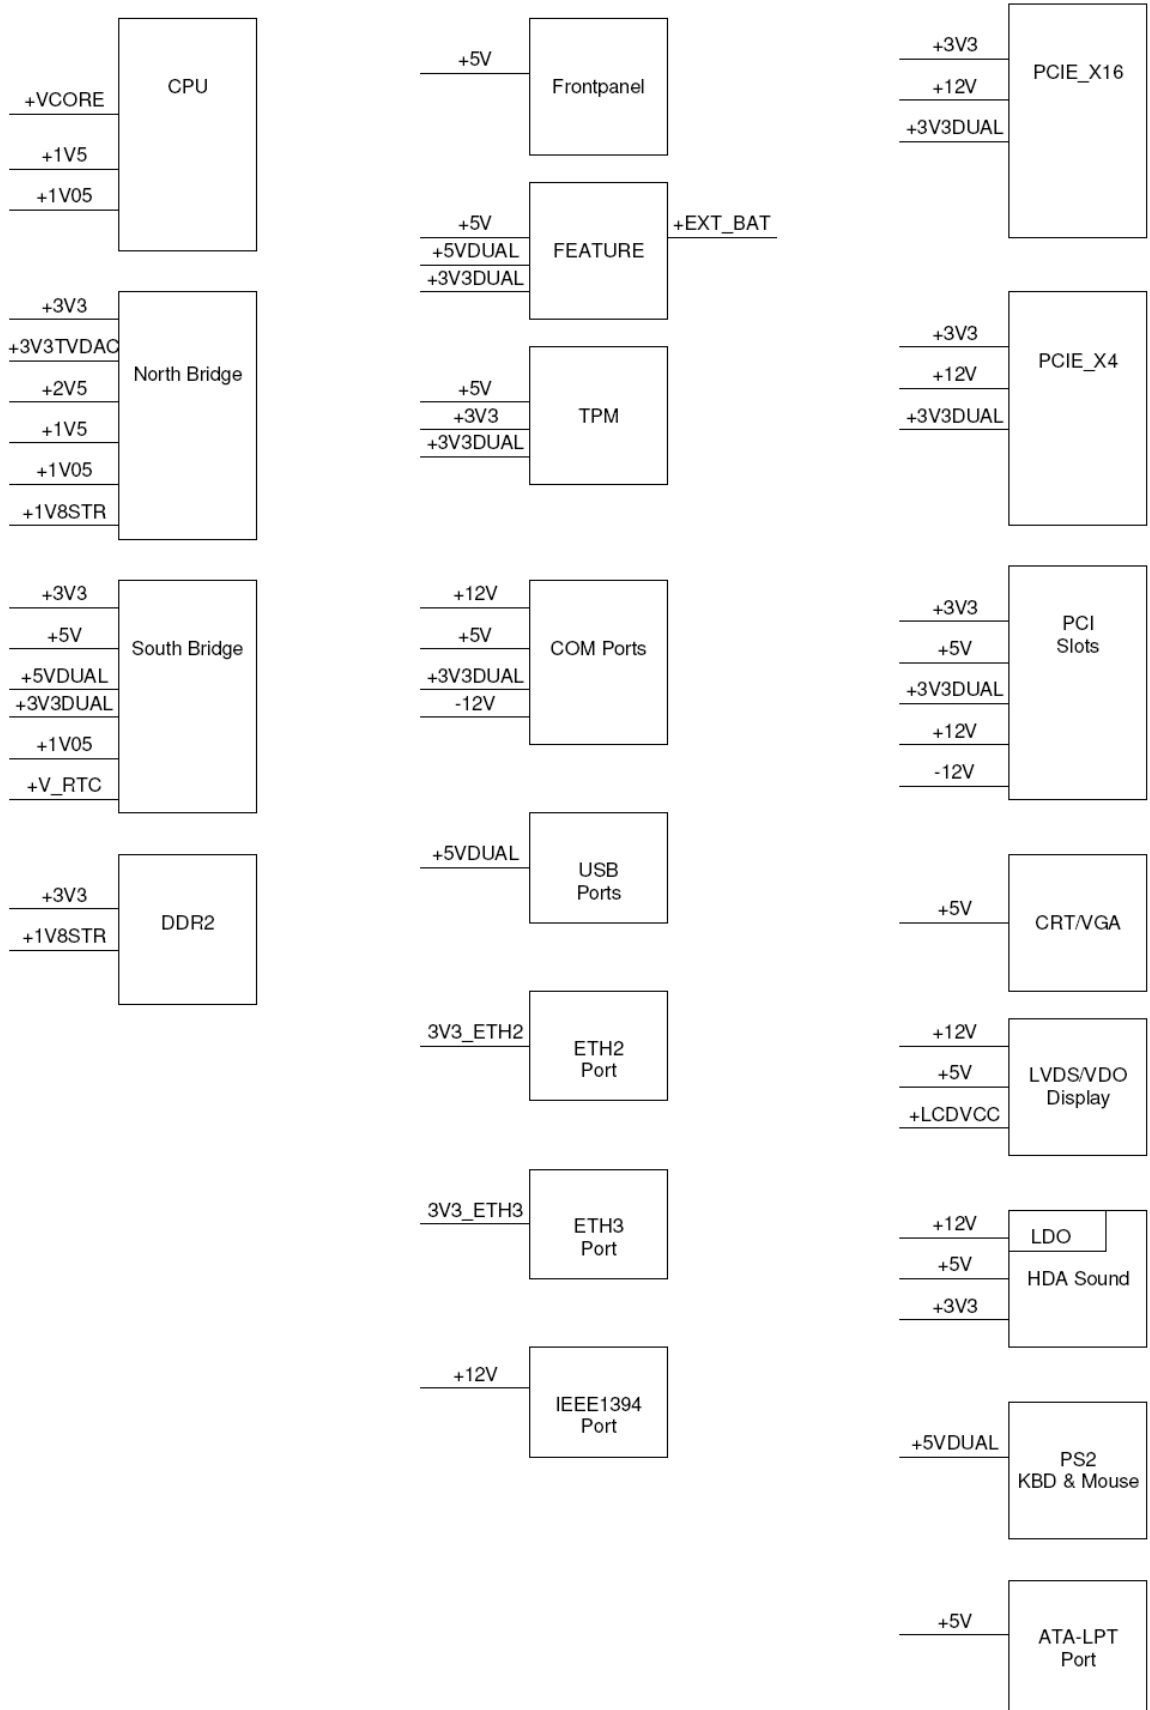 CPU
+VCORE
+1V5
+1V05
+3V3
+3V3TVDAC
North Bridge
+2V5
+1V5
+1V05
+1V8STR
+3V3
+5V
South Bridge
+5VDUAL
+3V3DUAL
+1V05
+V_RTC
+3V3
DDR2
+1V8STR
+5V
Frontpanel
+5V
+EXT_BAT
+5VDUAL
FEATURE
+3V3DUAL
+5V
+3V3
TPM
+3V3DUAL
+12V
+5V
COM Ports
+3V3DUAL
-12V
+5VDUAL
USB
Ports
3V3_ETH2
ETH2
Port
3V3_ETH3
ETH3
Port
+12V
IEEE1394
Port
+3V3
PCIE_X16
+12V
+3V3DUAL
+3V3
PCIE_X4
+12V
+3V3DUAL
+3V3
PCI
Slots
+5V
+3V3DUAL
+12V
-12V
+5V
CRT/VGA
+12V
+5V
LVDS/VDO
Display
+LCDVCC
+12V
LDO
+5V
HDA Sound
+3V3
+5VDUAL
PS2
KBD & Mouse
+5V
ATA-LPT
Port